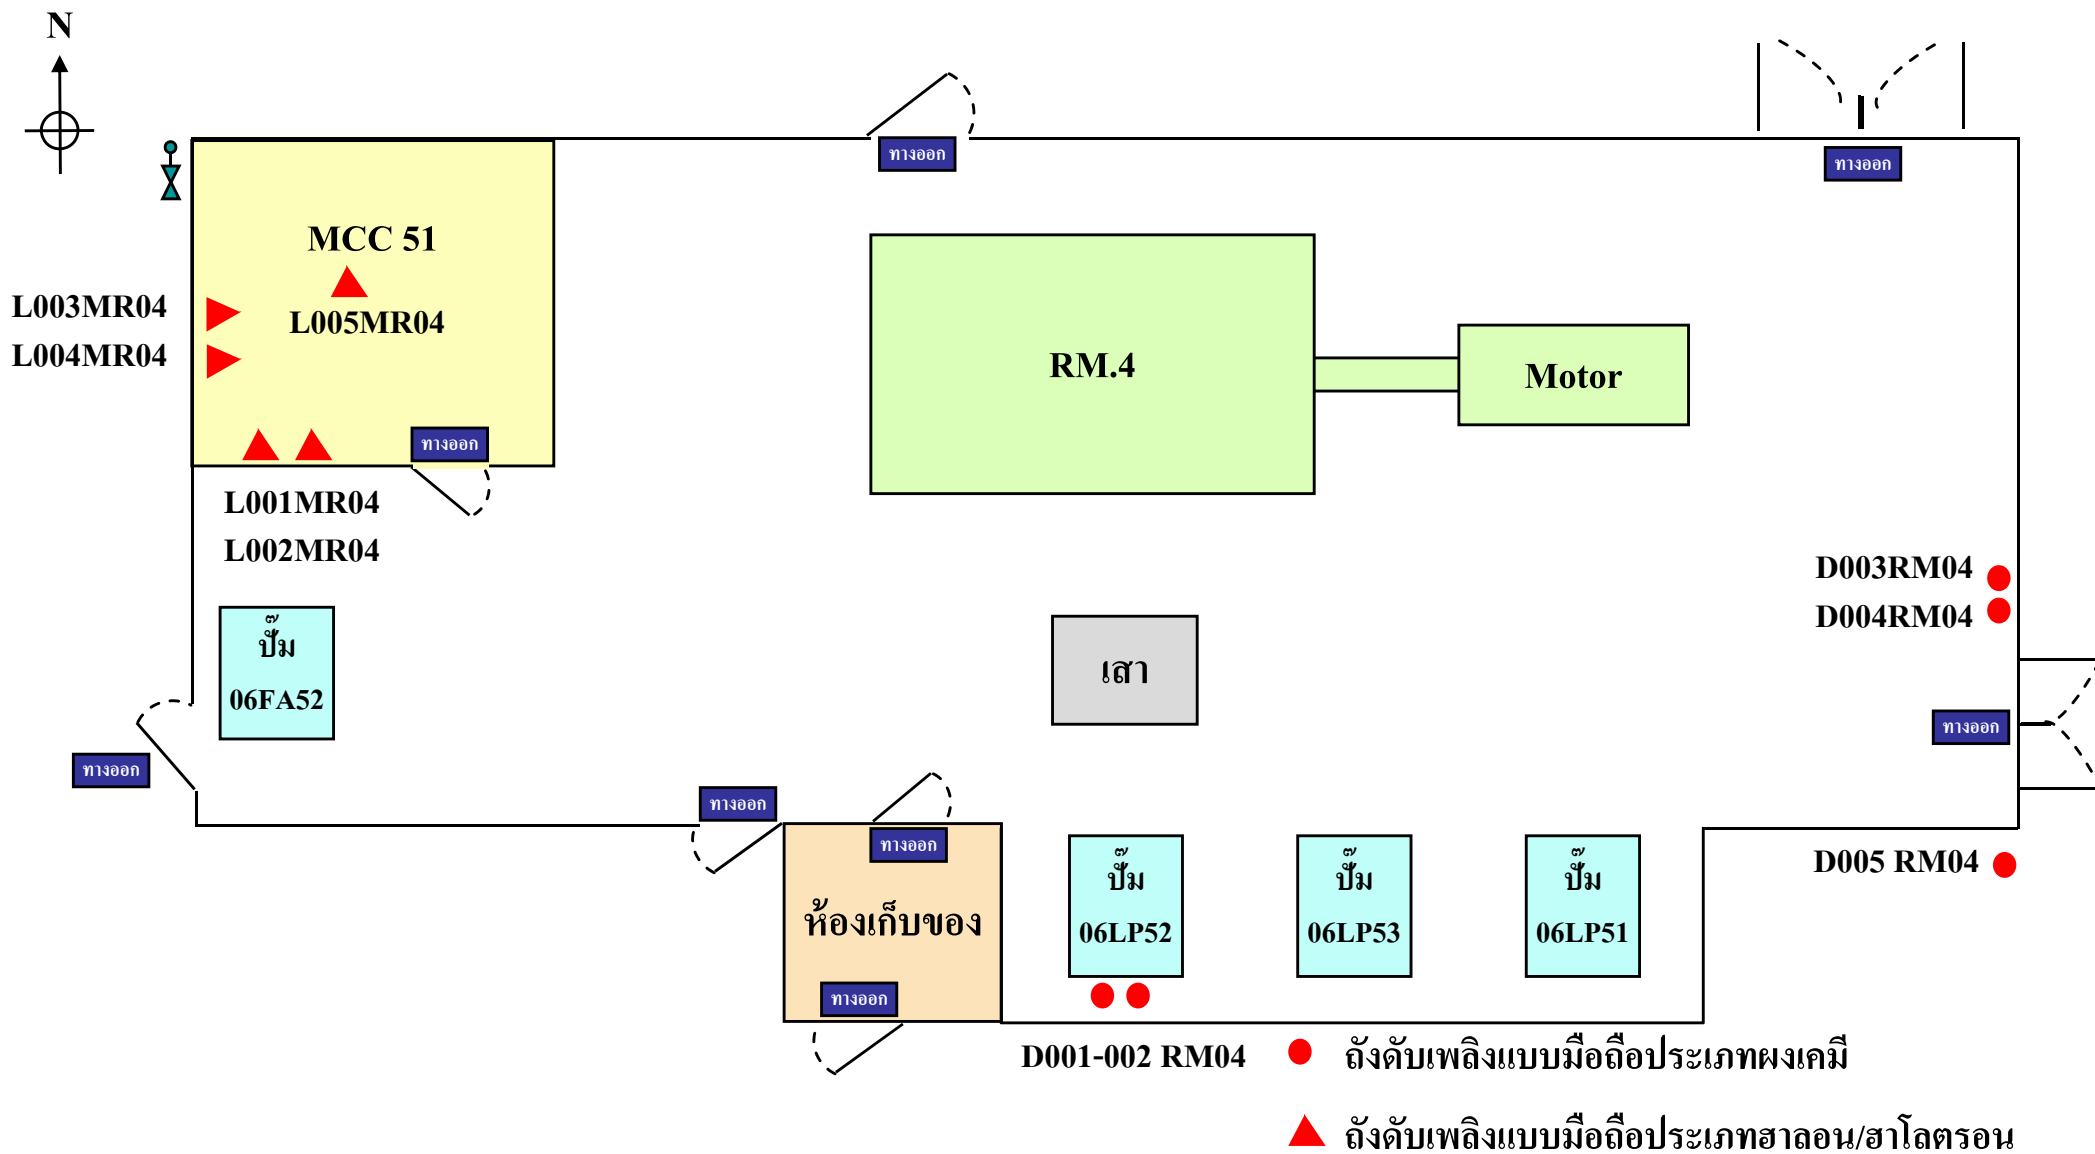 N
ทางออก
ทางออก
MCC 51
L003MR04
L005MR04
L004MR04
RM.4
Motor
ทางออก
L001MR04
L002MR04
D003RM04
D004RM04
ปั๊ม
06FA52
เสา
ทางออก
ทางออก
ทางออก
ทางออก
ปั๊ม
06LP52
ปั๊ม
06LP53
ปั๊ม
06LP51
D005 RM04
ห้องเก็บของ
ทางออก
D001-002 RM04
ถังดับเพลิงแบบมือถือประเภทผงเคมี
ถังดับเพลิงแบบมือถือประเภทฮาลอน/ฮาโลตรอน